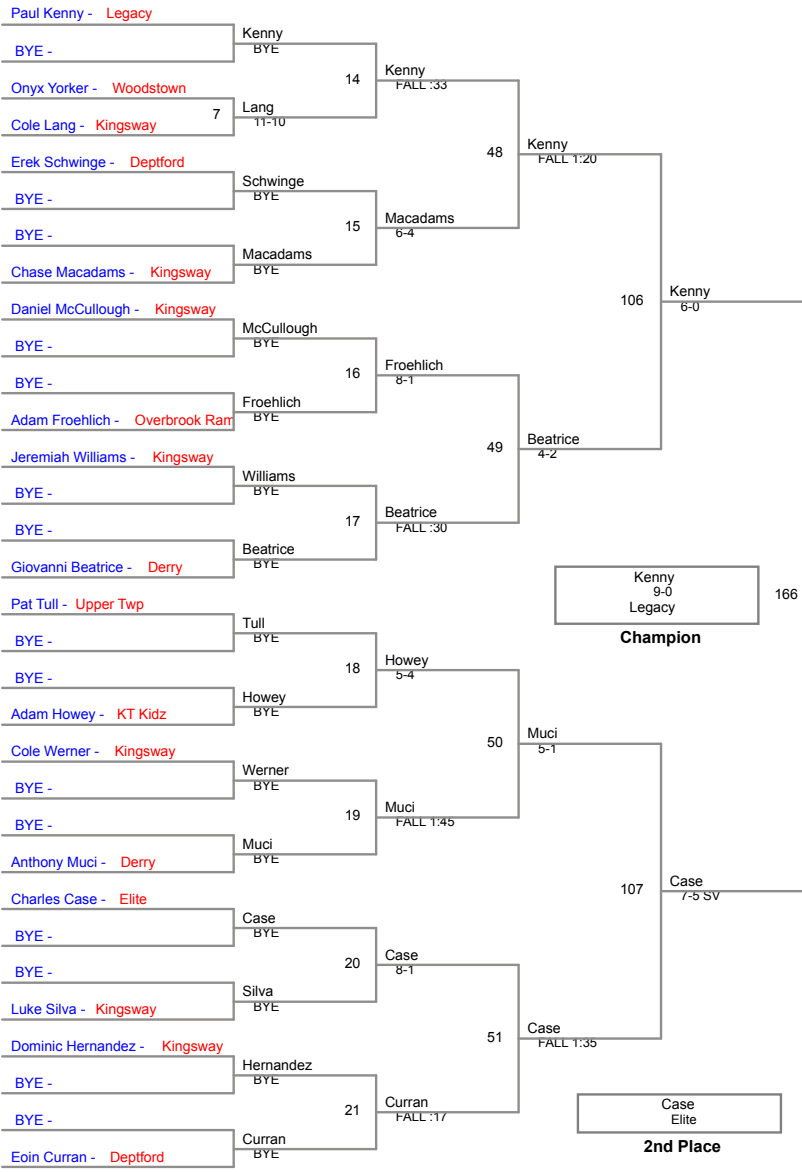 Paul Kenny - Legacy
Kenny
BYE
BYE -
14
Kenny
FALL :33
Onyx Yorker - Woodstown
7
Lang
11-10
Cole Lang - Kingsway
48
Kenny
FALL 1:20
Erek Schwinge - Deptford
Schwinge
BYE
BYE -
15
Macadams
6-4
BYE -
Macadams
BYE
Chase Macadams - Kingsway
106
Kenny
6-0
Daniel McCullough - Kingsway
McCullough
BYE
BYE -
16
Froehlich
8-1
BYE -
Froehlich
BYE
Adam Froehlich - Overbrook Ram
49
Beatrice
4-2
Jeremiah Williams - Kingsway
Williams
BYE
BYE -
17
Beatrice
FALL :30
BYE -
Beatrice
BYE
Giovanni Beatrice - Derry
Kenny
9-0
Legacy
166
Champion
Pat Tull - Upper Twp
Tull
BYE
BYE -
18
Howey
5-4
BYE -
Howey
BYE
Adam Howey - KT Kidz
50
Muci
5-1
Cole Werner - Kingsway
Werner
BYE
BYE -
19
Muci
FALL 1:45
BYE -
Muci
BYE
Anthony Muci - Derry
107
Case
7-5 SV
Charles Case - Elite
Case
BYE
BYE -
20
Case
8-1
BYE -
Silva
BYE
Luke Silva - Kingsway
51
Case
FALL 1:35
Dominic Hernandez - Kingsway
Hernandez
BYE
BYE -
21
Curran
FALL :17
BYE -
Curran
BYE
Eoin Curran - Deptford
Case
Elite
2nd Place